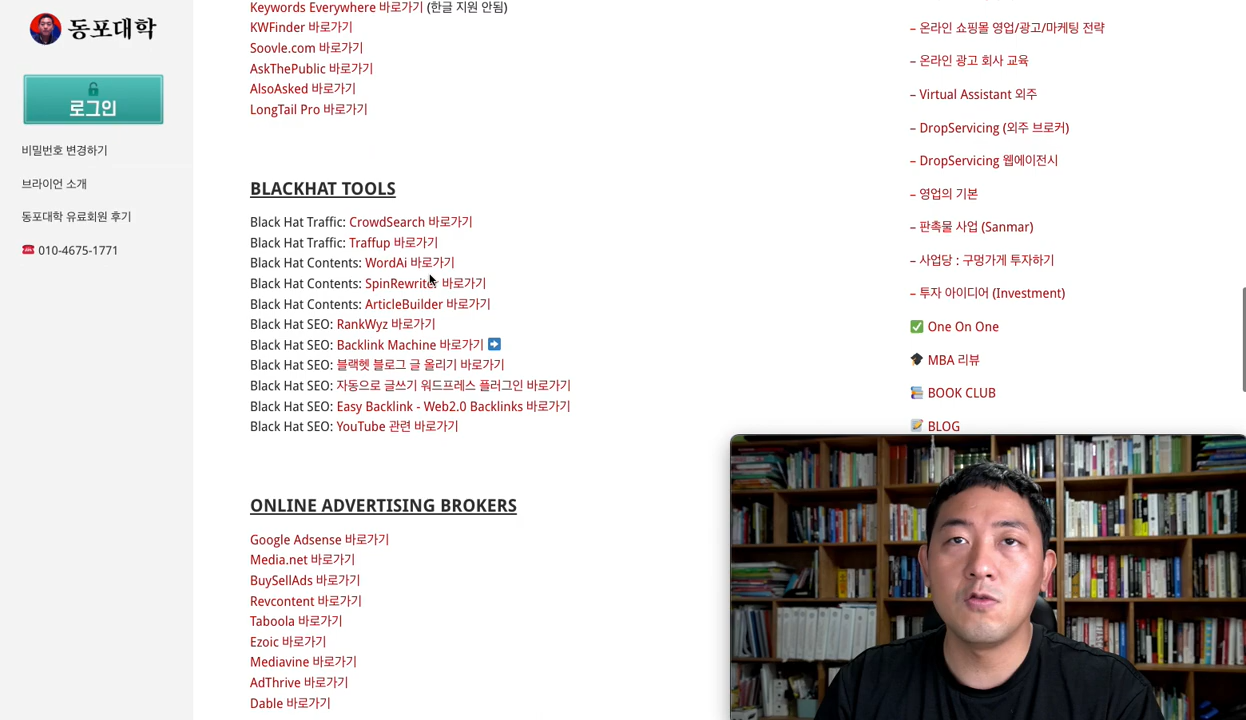 동포대학
로그인
비밀번호 변경하기
브라이언 소개
동포대학 유료회원 후기
010-4675-1771
Keywords Everywhere 바로가기 (한글 지원 안됨)
KWFinder 바로가기
Soovle.com 바로가기
AskThePublic 바로가기
AlsoAsked 바로가기
LongTail Pro 바로가기
BLACKHAT TOOLS
Black Hat Traffic: CrowdSearch 바로가기
Black Hat Traffic: Traffup 바로가기
Black Hat Contents: WordAi 바로가기
Black Hat Contents: SpinRewriter 바로가기
Black Hat Contents: ArticleBuilder 바로가기
Black Hat SEO: RankWyz 바로가기
Black Hat SEO: Backlink Machine 바로가기 ➡
Black Hat SEO: 블랙헷 블로그 글 올리기 바로가기
Black Hat SEO: 자동으로 글쓰기 워드프레스 플러그인 바로가기
Black Hat SEO: Easy Backlink - Web2.0 Backlinks 바로가기
Black Hat SEO: YouTube 관련 바로가기
ONLINE ADVERTISING BROKERS
Google Adsense 바로가기
Media.net 바로가기
BuySellAds 바로가기
Revcontent 바로가기
Taboola 바로가기
Ezoic 바로가기
Mediavine 바로가기
AdThrive 바로가기
Dable 바로가기
– 온라인 쇼핑몰 영업/광고/마케팅 전략
– 온라인 광고 회사 교육
– Virtual Assistant 외주
– DropServicing (외주 브로커)
– DropServicing 웹에이전시
– 영업의 기본
– 판촉물 사업 (Sanmar)
– 사업당 : 구멍가게 투자하기
– 투자 아이디어 (Investment)
One On One
MBA 리뷰
BOOK CLUB
BLOG